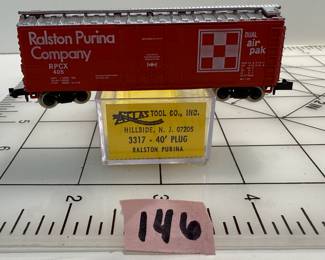 Ralston Purina
Company
RPCX
405
DUAL
air
pak
ATLAS TOOL CO., INC.
HILLSIDE, N. J. 07205
3317 - 40' PLUG
RALSTON PURINA
146